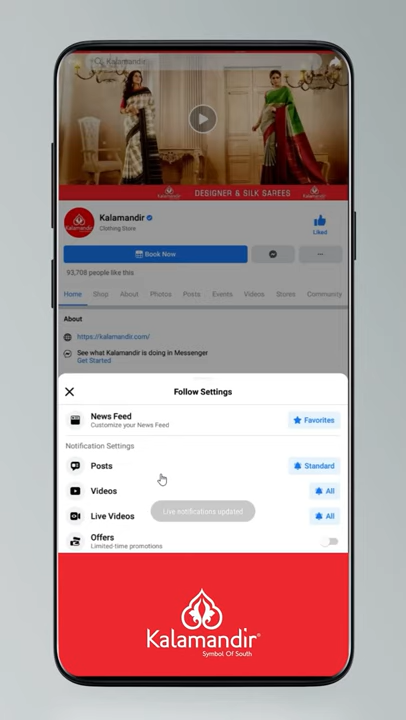 Kalamandir
DESIGNER & SILK SAREES
Kalamandir
Clothing Store
Liked
Book Now
93,708 people like this
Home Shop About Photos Posts Events Videos Stores Community
About
https://kalamandir.com/
See what Kalamandir is doing in Messenger
Get Started
Follow Settings
News Feed
Customize your News Feed
Favorites
Notification Settings
Posts
Standard
Videos
All
Live notifications updated
Live Videos
All
Offers
Limited-time promotions
Kalamandir®
Symbol Of South